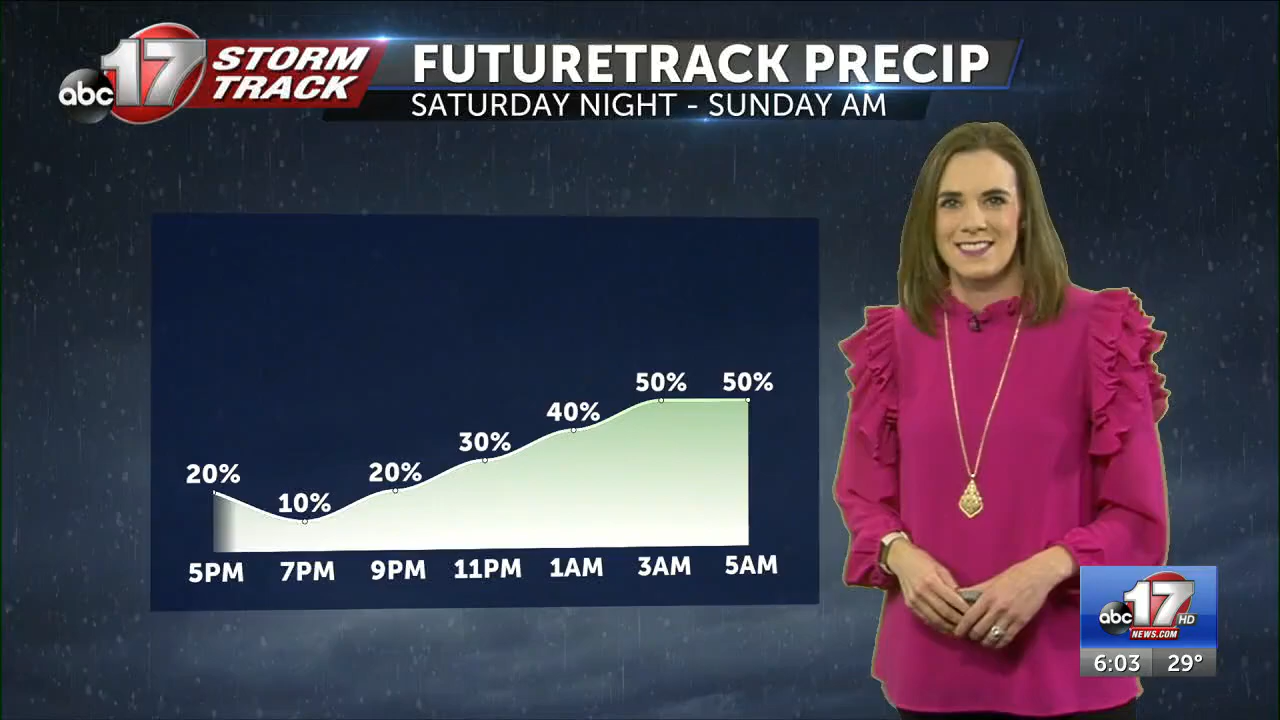 abc 17 STORM TRACK
FUTURETRACK PRECIP
SATURDAY NIGHT - SUNDAY AM
20% 10% 20% 30% 40% 50% 50%
5PM 7PM 9PM 11PM 1AM 3AM 5AM
abc 17 HD
NEWS.COM
6:03 29°